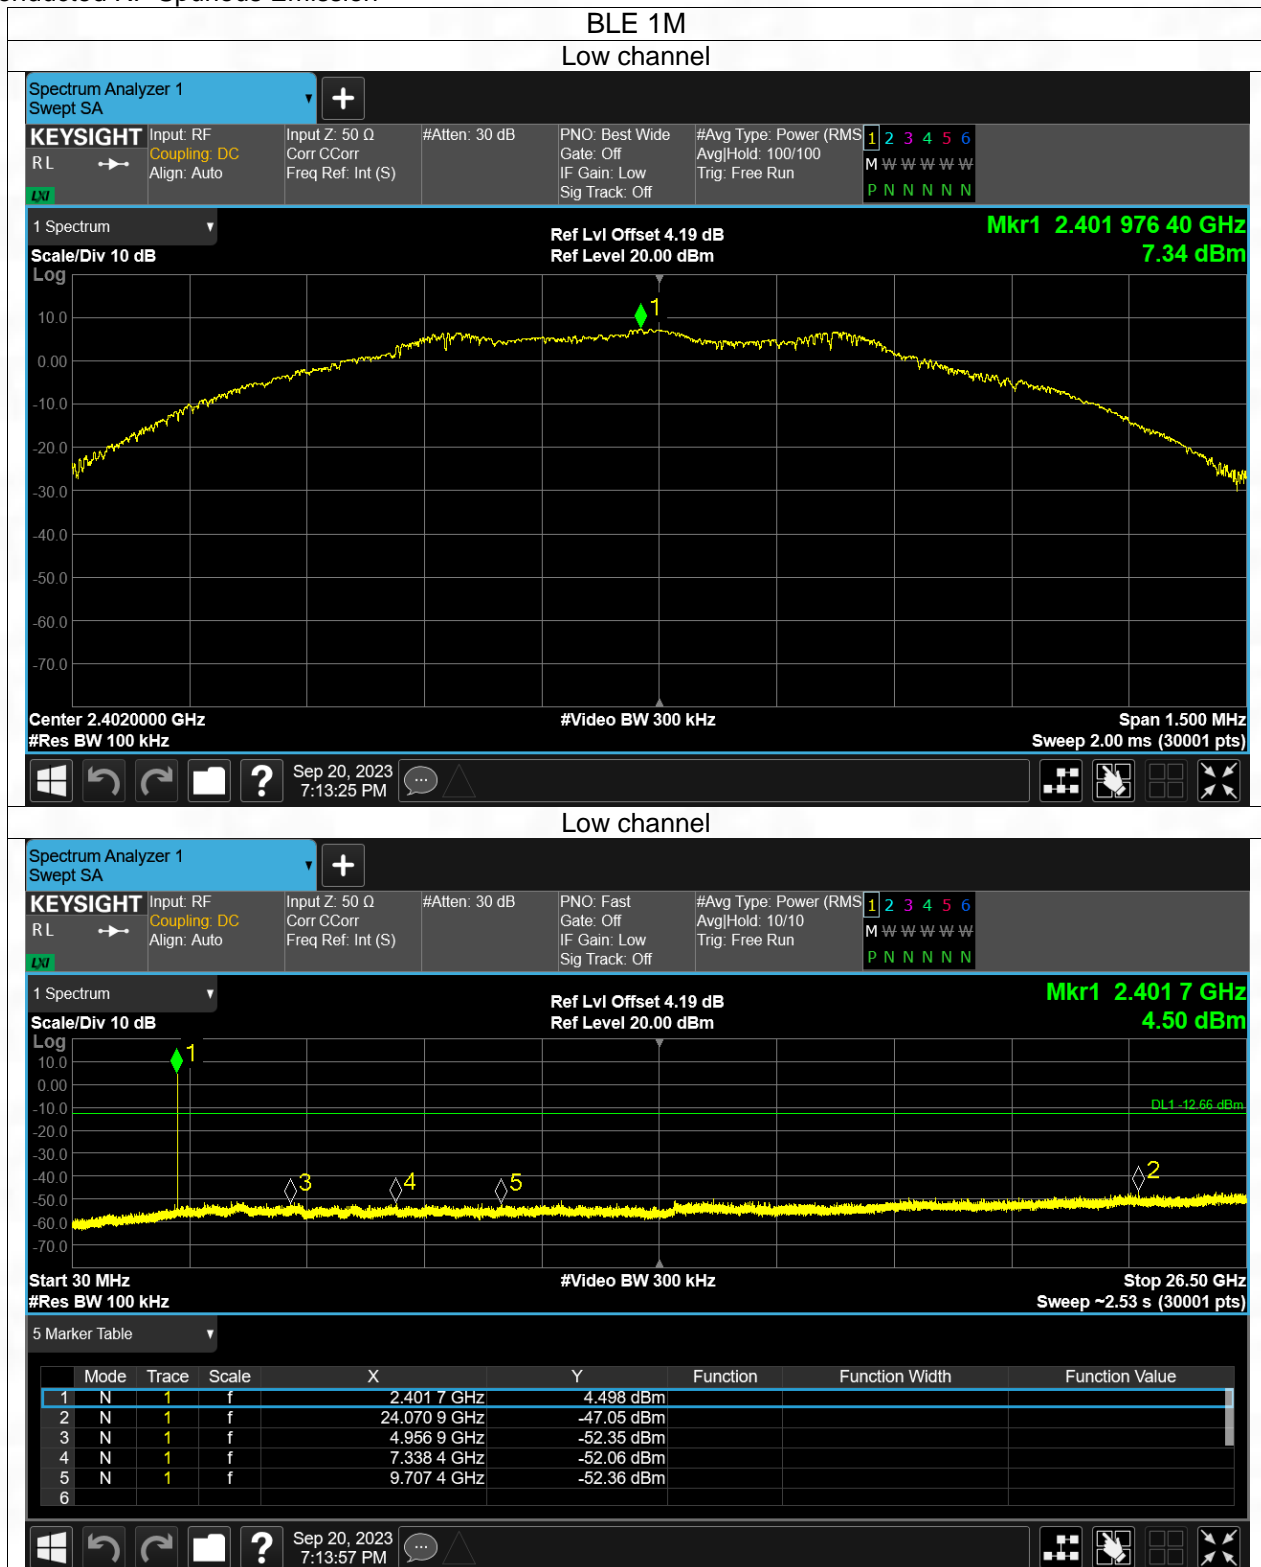 BLE 1M
Low channel
Spectrum Analyzer 1
Swept SA
KEYSIGHT
R L
LXI
Input: RF
Coupling: DC
Align: Auto
Input Z: 50 Ω
Corr CCorr
Freq Ref: Int (S)
#Atten: 30 dB
PNO: Best Wide
Gate: Off
IF Gain: Low
Sig Track: Off
#Avg Type: Power (RMS
Avg|Hold: 100/100
Trig: Free Run
1 2 3 4 5 6
M W W W W W
P N N N N N
1 Spectrum
Scale/Div 10 dB
Ref Lvl Offset 4.19 dB
Ref Level 20.00 dBm
Mkr1 2.401 976 40 GHz
7.34 dBm
Log
1
10.0
0.00
-10.0
-20.0
-30.0
-40.0
-50.0
-60.0
-70.0
Center 2.4020000 GHz
#Res BW 100 kHz
#Video BW 300 kHz
Span 1.500 MHz
Sweep 2.00 ms (30001 pts)
Sep 20, 2023
7:13:25 PM
Low channel
Spectrum Analyzer 1
Swept SA
KEYSIGHT
R L
LXI
Input: RF
Coupling: DC
Align: Auto
Input Z: 50 Ω
Corr CCorr
Freq Ref: Int (S)
#Atten: 30 dB
PNO: Fast
Gate: Off
IF Gain: Low
Sig Track: Off
#Avg Type: Power (RMS
Avg|Hold: 10/10
Trig: Free Run
1 2 3 4 5 6
M W W W W W
P N N N N N
1 Spectrum
Scale/Div 10 dB
Ref Lvl Offset 4.19 dB
Ref Level 20.00 dBm
Mkr1 2.401 7 GHz
4.50 dBm
Log
10.0
0.00
-10.0
-20.0
-30.0
-40.0
-50.0
-60.0
-70.0
1
DL1 -12.66 dBm
3 4 5 2
Start 30 MHz
#Res BW 100 kHz
#Video BW 300 kHz
Stop 26.50 GHz
Sweep ~2.53 s (30001 pts)
5 Marker Table
Mode Trace Scale X Y Function Function Width Function Value
1 N 1 f 2.401 7 GHz 4.498 dBm
2 N 1 f 24.070 9 GHz -47.05 dBm
3 N 1 f 4.956 9 GHz -52.35 dBm
4 N 1 f 7.338 4 GHz -52.06 dBm
5 N 1 f 9.707 4 GHz -52.36 dBm
6
Sep 20, 2023
7:13:57 PM